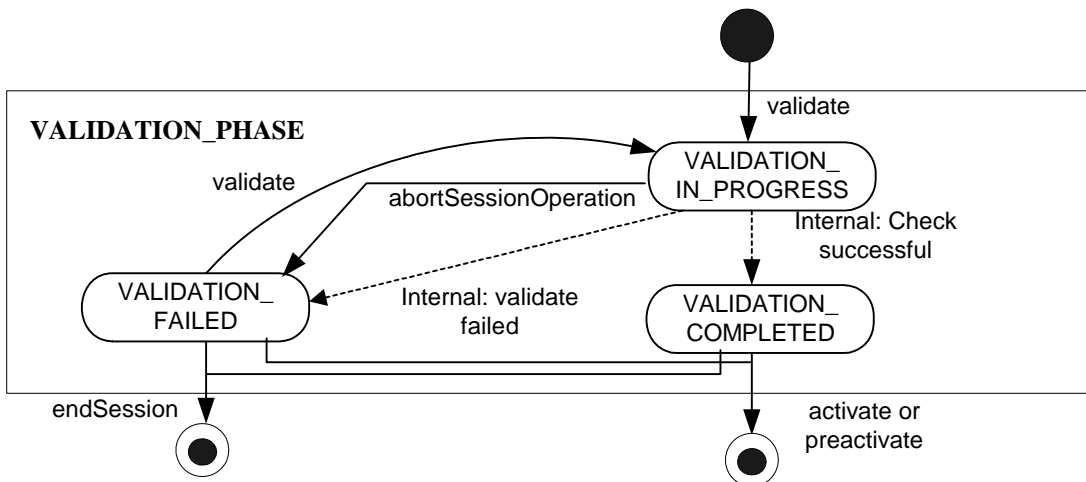 validate
VALIDATION_PHASE
VALIDATION_
IN_PROGRESS
validate
abortSessionOperation
Internal: Check
successful
VALIDATION_
FAILED
Internal: validate
failed
VALIDATION_
COMPLETED
endSession
activate or
preactivate